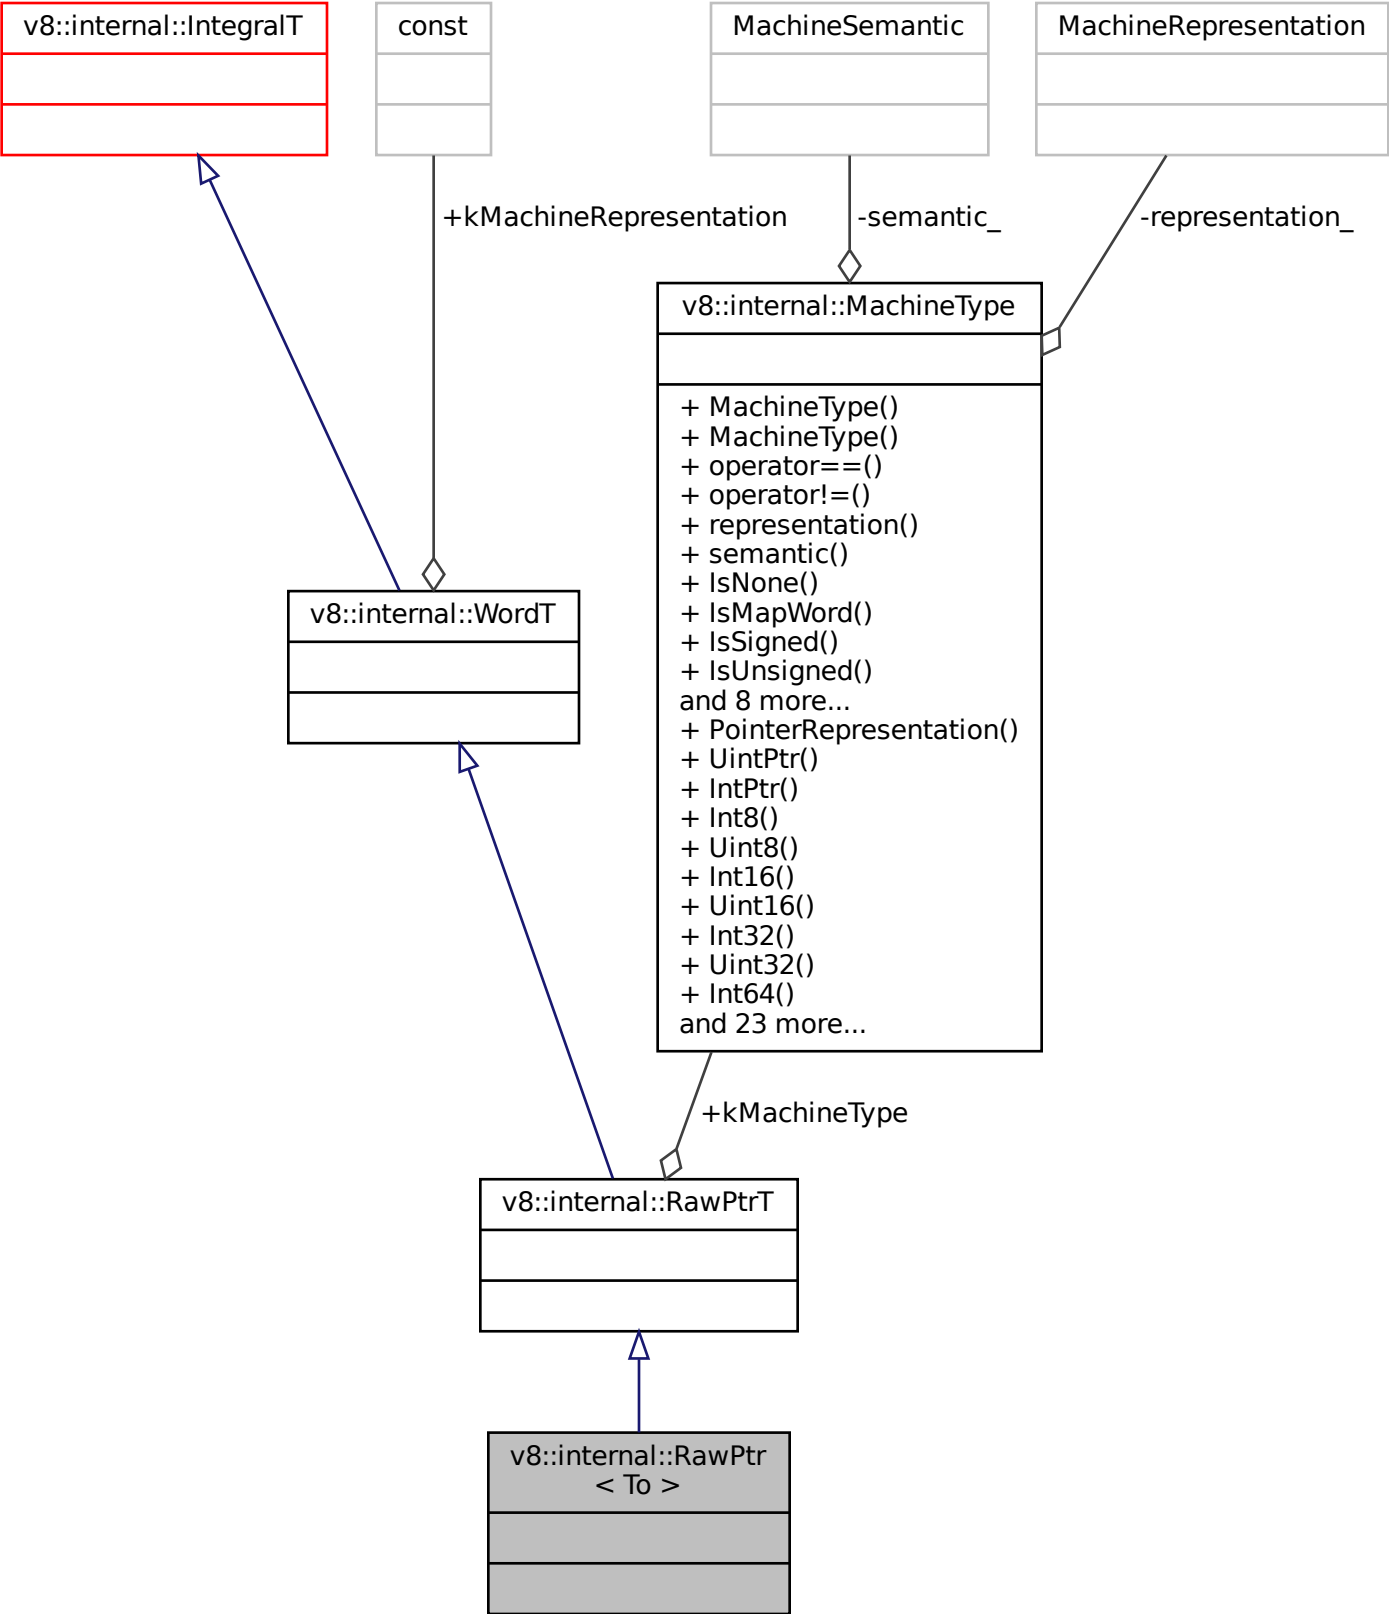 v8::internal::IntegralT
const
MachineSemantic
MachineRepresentation
+kMachineRepresentation
-semantic_
-representation_
v8::internal::MachineType
+ MachineType()
+ MachineType()
+ operator==()
+ operator!=()
+ representation()
+ semantic()
+ IsNone()
+ IsMapWord()
+ IsSigned()
+ IsUnsigned()
and 8 more...
+ PointerRepresentation()
+ UintPtr()
+ IntPtr()
+ Int8()
+ Uint8()
+ Int16()
+ Uint16()
+ Int32()
+ Uint32()
+ Int64()
and 23 more...
v8::internal::WordT
+kMachineType
v8::internal::RawPtrT
v8::internal::RawPtr
< To >